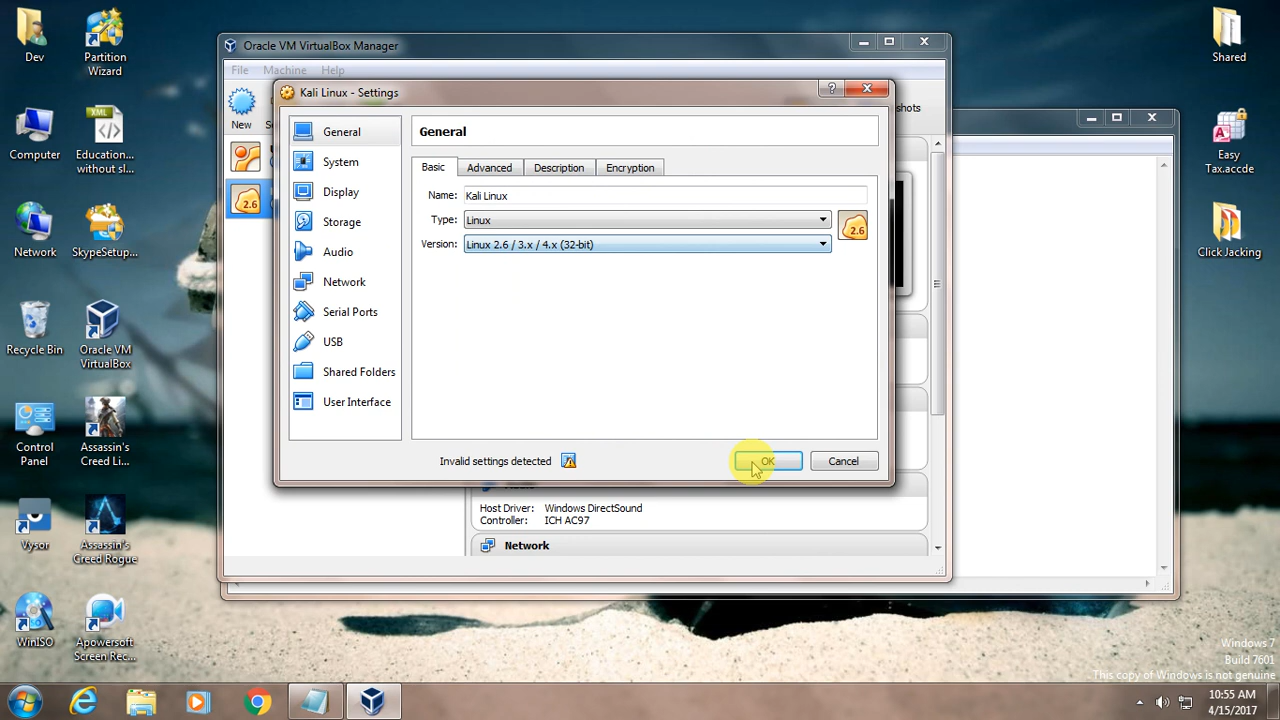 Dev
Partition
Wizard
Computer
Education...
without sl...
Network
SkypeSetup...
Recycle Bin
Oracle VM
VirtualBox
Control
Panel
Assassin's
Creed Li...
Vysor
Assassin's
Creed Rogue
WinISO
Apowersoft
Screen Rec...
Oracle VM VirtualBox Manager
File Machine Help
New
shots
2.6
Kali Linux - Settings
General
System
Display
Storage
Audio
Network
Serial Ports
USB
Shared Folders
User Interface
General
Basic Advanced Description Encryption
Name: Kali Linux
Type: Linux
Version: Linux 2.6 / 3.x / 4.x (32-bit)
2.6
Invalid settings detected
OK
Cancel
Host Driver: Windows DirectSound
Controller: ICH AC97
Network
Shared
Easy
Tax.accde
Click Jacking
Windows 7
Build 7601
This copy of Windows is not genuine
10:55 AM
4/15/2017